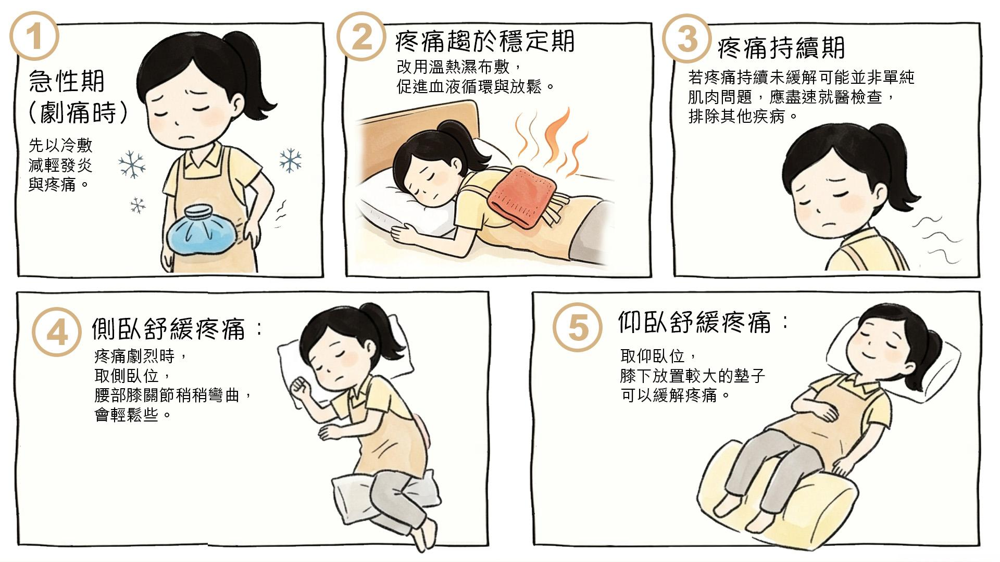 1
急性期
(劇痛時)
先以冷敷
減輕發炎
與疼痛。
2
疼痛趨於穩定期
改用溫熱濕布敷，
促進血液循環與放鬆。
3
疼痛持續期
若疼痛持續未緩解可能並非單純
肌肉問題，應盡速就醫檢查，
排除其他疾病。
4
側臥舒緩疼痛：
疼痛劇烈時，
取側臥位，
腰部膝關節稍稍彎曲，
會輕鬆些。
5
仰臥舒緩疼痛：
取仰臥位，
膝下放置較大的墊子
可以緩解疼痛。